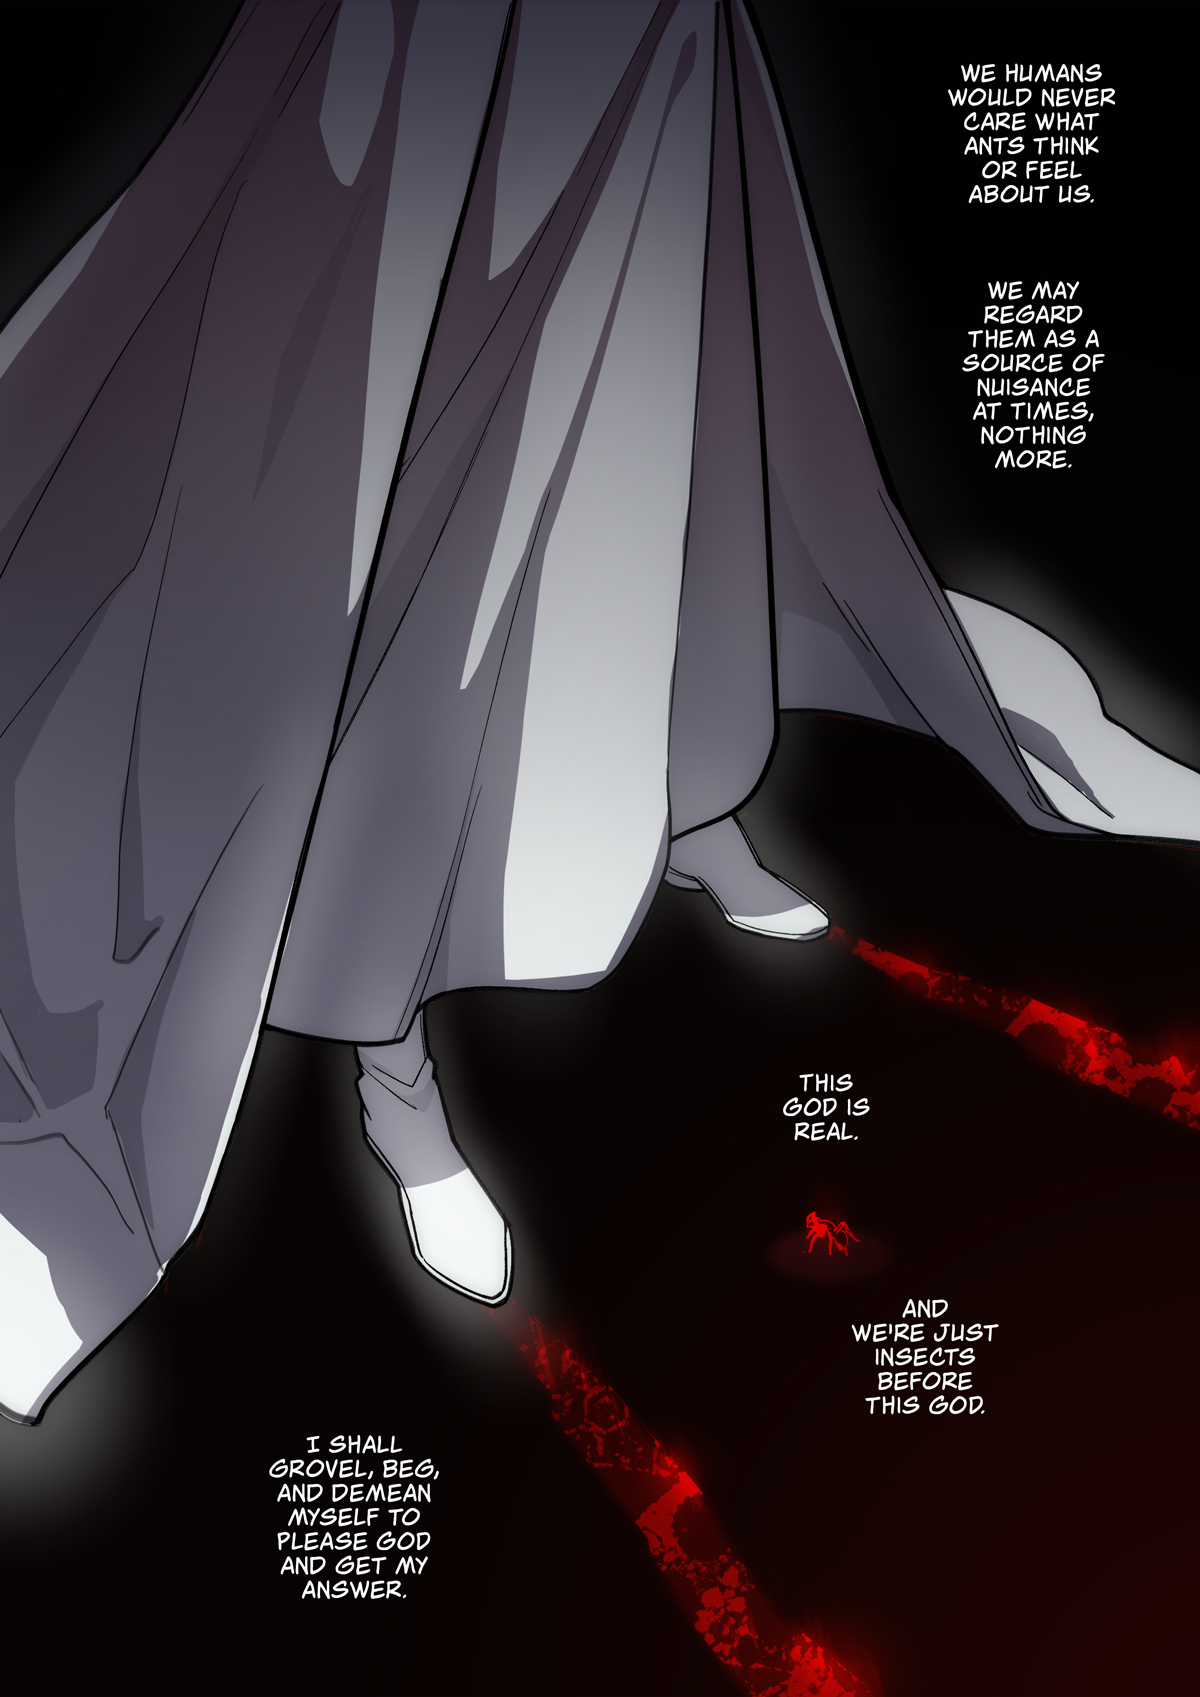 WE HUMANS
WOULD NEVER
CARE WHAT
ANTS THINK
OR FEEL
ABOUT US.
WE MAY
REGARD
THEM AS A
SOURCE OF
NUISANCE
AT TIMES,
NOTHING
MORE.
THIS
GOD IS
REAL.
AND
WE'RE JUST
INSECTS
BEFORE
THIS GOD.
I SHALL
GROVEL, BEG,
AND DEMEAN
MYSELF TO
PLEASE GOD
AND GET MY
ANSWER.